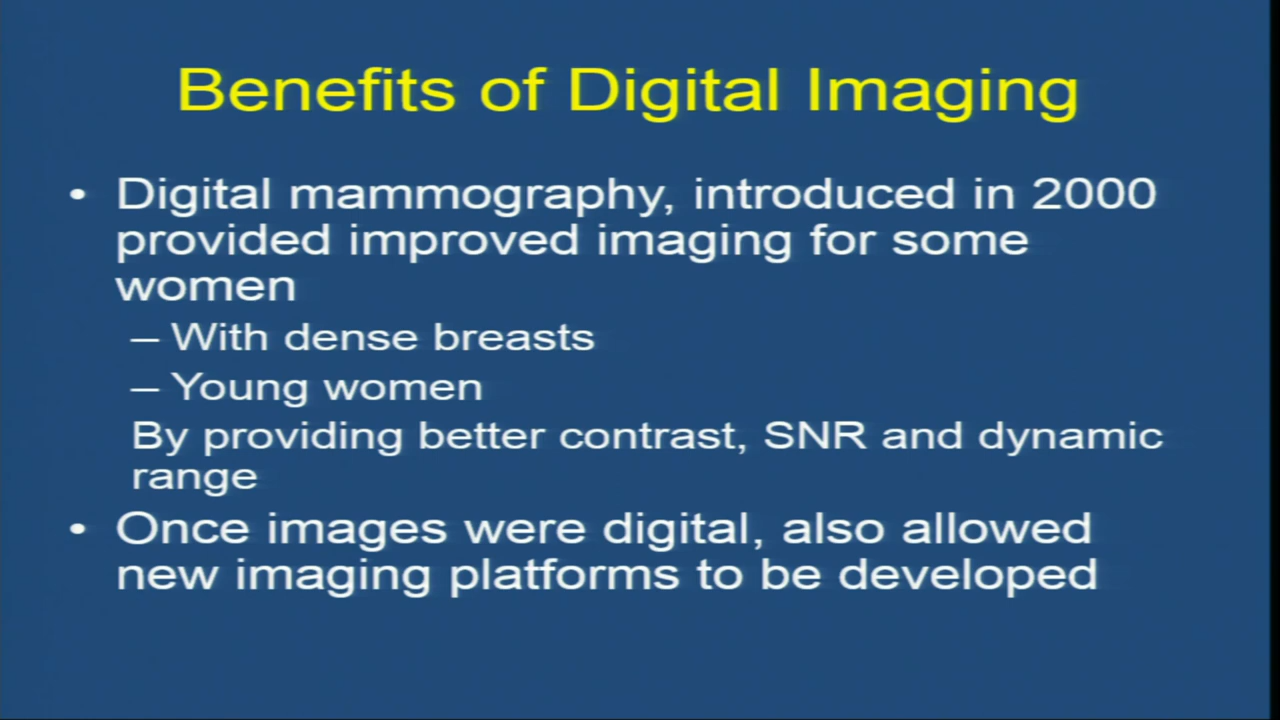 Benefits of Digital Imaging
• Digital mammography, introduced in 2000
provided improved imaging for some
women
– With dense breasts
– Young women
By providing better contrast, SNR and dynamic
range
• Once images were digital, also allowed
new imaging platforms to be developed